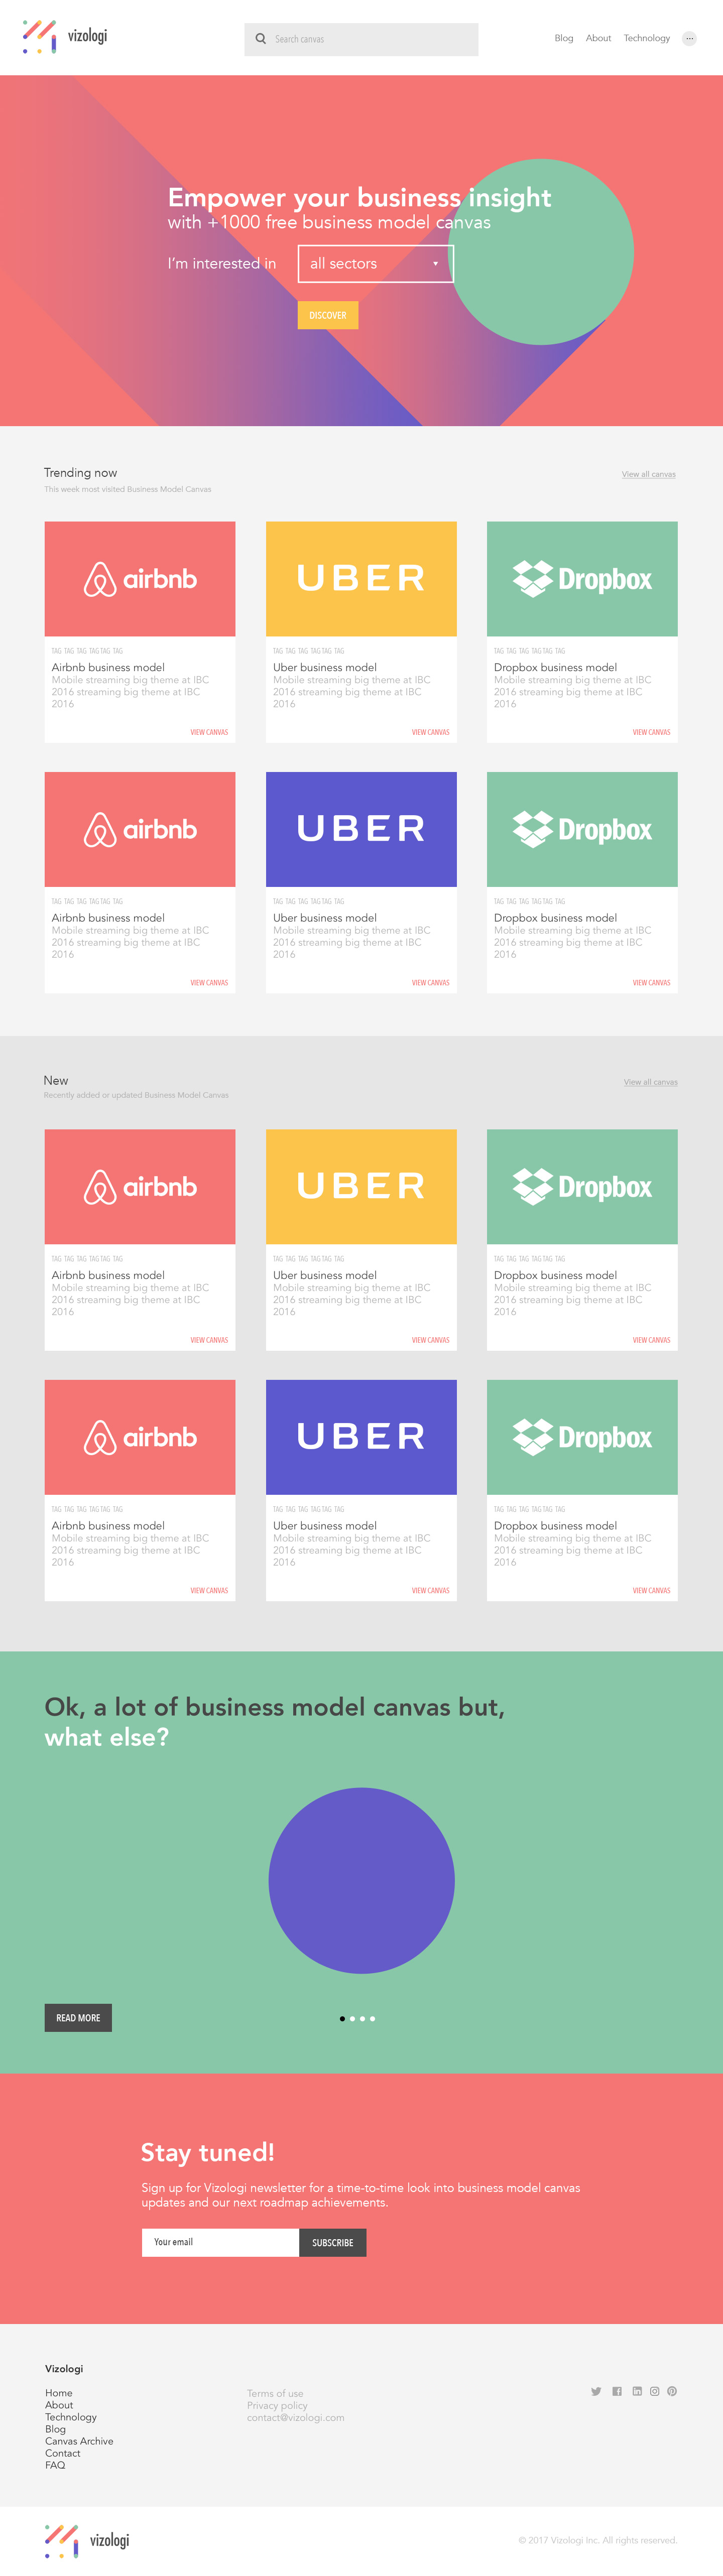 vizologi
Search canvas
Blog About Technology
Empower your business insight
with +1000 free business model canvas
I'm interested in all sectors
DISCOVER
Trending now
View all canvas
This week most visited Business Model Canvas
airbnb
TAG TAG TAG TAG TAG TAG
Airbnb business model
Mobile streaming big theme at IBC
2016 streaming big theme at IBC
2016
VIEW CANVAS
UBER
TAG TAG TAG TAG TAG TAG
Uber business model
Mobile streaming big theme at IBC
2016 streaming big theme at IBC
2016
VIEW CANVAS
Dropbox
TAG TAG TAG TAG TAG TAG
Dropbox business model
Mobile streaming big theme at IBC
2016 streaming big theme at IBC
2016
VIEW CANVAS
airbnb
TAG TAG TAG TAG TAG TAG
Airbnb business model
Mobile streaming big theme at IBC
2016 streaming big theme at IBC
2016
VIEW CANVAS
UBER
TAG TAG TAG TAG TAG TAG
Uber business model
Mobile streaming big theme at IBC
2016 streaming big theme at IBC
2016
VIEW CANVAS
Dropbox
TAG TAG TAG TAG TAG TAG
Dropbox business model
Mobile streaming big theme at IBC
2016 streaming big theme at IBC
2016
VIEW CANVAS
New
View all canvas
Recently added or updated Business Model Canvas
airbnb
TAG TAG TAG TAG TAG TAG
Airbnb business model
Mobile streaming big theme at IBC
2016 streaming big theme at IBC
2016
VIEW CANVAS
UBER
TAG TAG TAG TAG TAG TAG
Uber business model
Mobile streaming big theme at IBC
2016 streaming big theme at IBC
2016
VIEW CANVAS
Dropbox
TAG TAG TAG TAG TAG TAG
Dropbox business model
Mobile streaming big theme at IBC
2016 streaming big theme at IBC
2016
VIEW CANVAS
airbnb
TAG TAG TAG TAG TAG TAG
Airbnb business model
Mobile streaming big theme at IBC
2016 streaming big theme at IBC
2016
VIEW CANVAS
UBER
TAG TAG TAG TAG TAG TAG
Uber business model
Mobile streaming big theme at IBC
2016 streaming big theme at IBC
2016
VIEW CANVAS
Dropbox
TAG TAG TAG TAG TAG TAG
Dropbox business model
Mobile streaming big theme at IBC
2016 streaming big theme at IBC
2016
VIEW CANVAS
Ok, a lot of business model canvas but,
what else?
READ MORE
Stay tuned!
Sign up for Vizologi newsletter for a time-to-time look into business model canvas
updates and our next roadmap achievements.
Your email
SUBSCRIBE
Vizologi
Home
About
Technology
Blog
Canvas Archive
Contact
FAQ
Terms of use
Privacy policy
contact@vizologi.com
vizologi
© 2017 Vizologi Inc. All rights reserved.